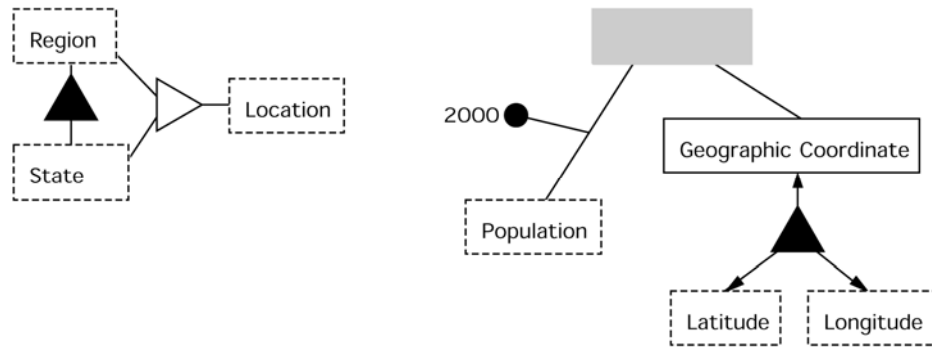 Region
Location
State
2000
Geographic Coordinate
Population
Latitude
Longitude